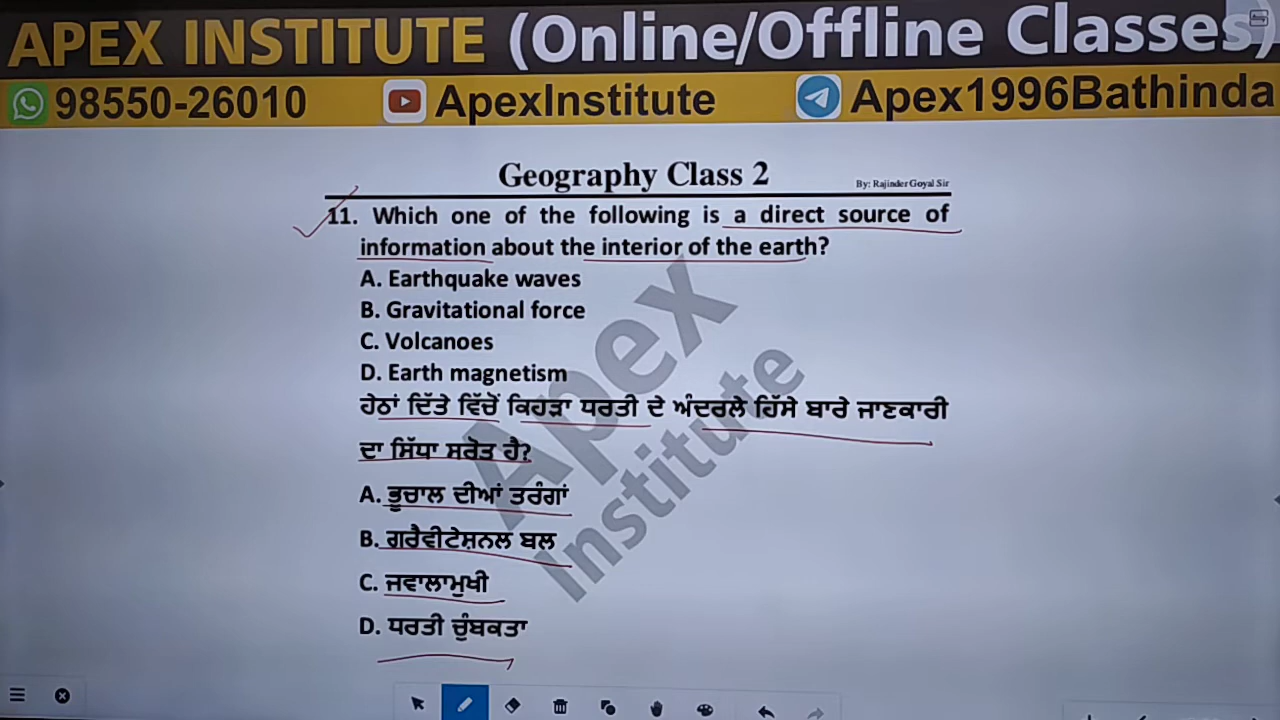 APEX INSTITUTE (Online/Offline Classes)
98550-26010 ApexInstitute Apex1996Bathinda
Geography Class 2
By: Rajinder Goyal Sir
11. Which one of the following is a direct source of
information about the interior of the earth?
A. Earthquake waves
B. Gravitational force
C. Volcanoes
D. Earth magnetism
ਹੇਠਾਂ ਦਿੱਤੇ ਵਿੱਚੋਂ ਕਿਹੜਾ ਧਰਤੀ ਦੇ ਅੰਦਰਲੇ ਹਿੱਸੇ ਬਾਰੇ ਜਾਣਕਾਰੀ
ਦਾ ਸਿੱਧਾ ਸਰੋਤ ਹੈ?
A. ਭੂਚਾਲ ਦੀਆਂ ਤਰੰਗਾਂ
B. ਗਰੈਵੀਟੇਸ਼ਨਲ ਬਲ
C. ਜਵਾਲਾਮੁਖੀ
D. ਧਰਤੀ ਚੁੰਬਕਤਾ
Apex
Institute